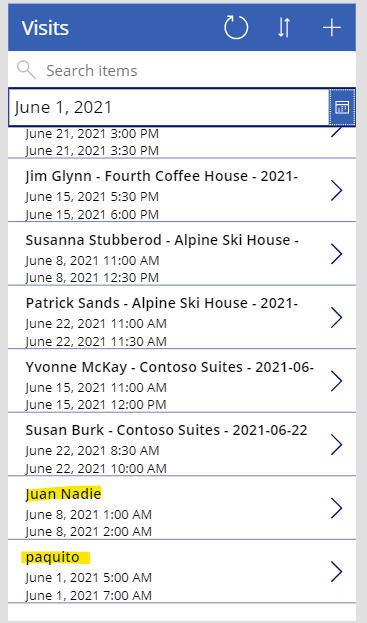 Visits
Search items
June 1, 2021
June 21, 2021 3:00 PM
June 21, 2021 3:30 PM
Jim Glynn - Fourth Coffee House - 2021-
June 15, 2021 5:30 PM
June 15, 2021 6:00 PM
Susanna Stubberod - Alpine Ski House -
June 8, 2021 11:00 AM
June 8, 2021 12:30 PM
Patrick Sands - Alpine Ski House - 2021-
June 22, 2021 11:00 AM
June 22, 2021 11:30 AM
Yvonne McKay - Contoso Suites - 2021-06-
June 15, 2021 11:00 AM
June 15, 2021 12:00 PM
Susan Burk - Contoso Suites - 2021-06-22
June 22, 2021 8:30 AM
June 22, 2021 10:00 AM
Juan Nadie
June 8, 2021 1:00 AM
June 8, 2021 2:00 AM
paquito
June 1, 2021 5:00 AM
June 1, 2021 7:00 AM